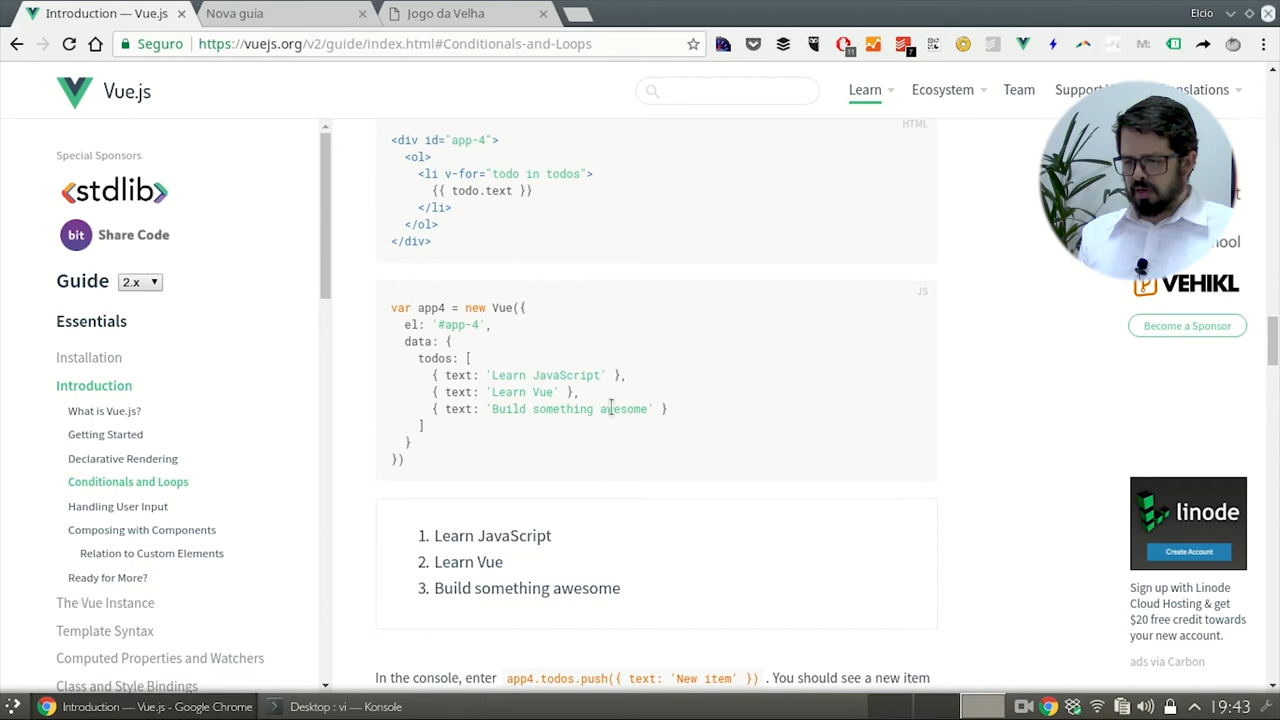 Introduction — Vue.js
Nova guia
Jogo da Velha
Elcio
Seguro
https://vuejs.org/v2/guide/index.html#Conditionals-and-Loops
11
7
M:
Vue.js
Learn
Ecosystem
Team
Support
Special Sponsors
<stdlib>
bit
Share Code
Guide
2.x
Essentials
Installation
Introduction
What is Vue.js?
Getting Started
Declarative Rendering
Conditionals and Loops
Handling User Input
Composing with Components
Relation to Custom Elements
Ready for More?
The Vue Instance
Template Syntax
Computed Properties and Watchers
Class and Style Bindings
HTML
<div id="app-4">
<ol>
<li v-for="todo in todos">
{{ todo.text }}
</li>
</ol>
</div>
JS
var app4 = new Vue({
el: '#app-4',
data: {
todos: [
{ text: 'Learn JavaScript' },
{ text: 'Learn Vue' },
{ text: 'Build something awesome' }
]
}
})
1. Learn JavaScript
2. Learn Vue
3. Build something awesome
In the console, enter app4.todos.push({ text: 'New item' }) . You should see a new item
VEHIKL
Become a Sponsor
linode
Create Account
Sign up with Linode
Cloud Hosting & get
$20 free credit towards
your new account.
ads via Carbon
Introduction — Vue.js - Google Chrome
Desktop : vi — Konsole
19:43